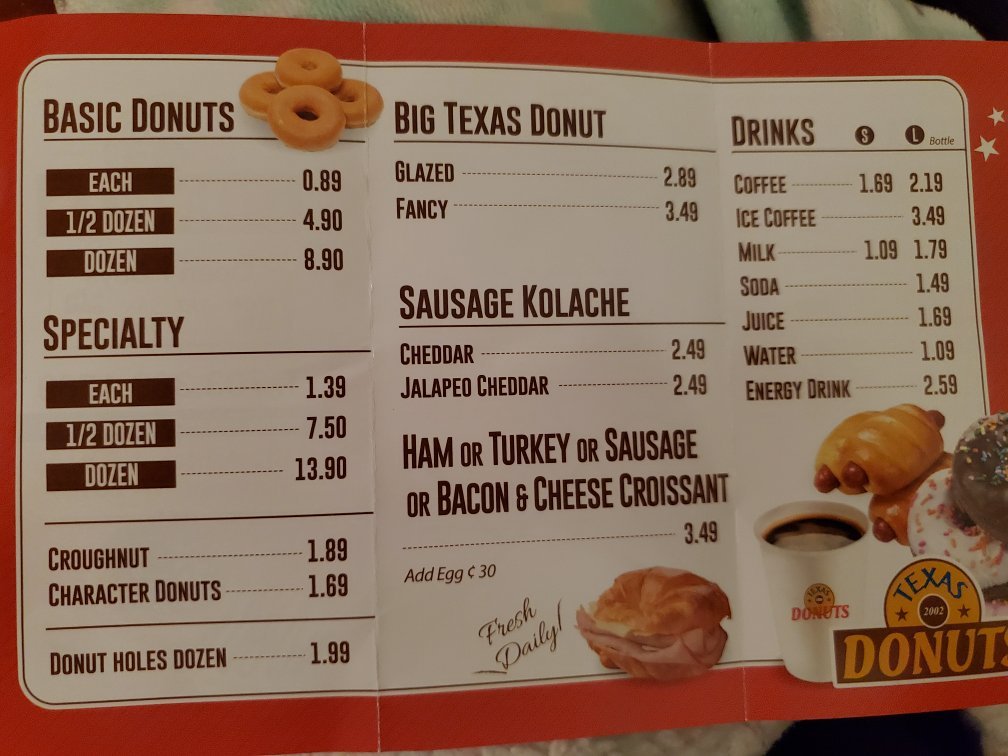 BASIC DONUTS
EACH 0.89
1/2 DOZEN 4.90
DOZEN 8.90
SPECIALTY
EACH 1.39
1/2 DOZEN 7.50
DOZEN 13.90
CROUGHNUT 1.89
CHARACTER DONUTS 1.69
DONUT HOLES DOZEN 1.99
BIG TEXAS DONUT
GLAZED 2.89
FANCY 3.49
SAUSAGE KOLACHE
CHEDDAR 2.49
JALAPEO CHEDDAR 2.49
HAM OR TURKEY OR SAUSAGE
OR BACON & CHEESE CROISSANT
3.49
Add Egg ¢ 30
Fresh
Daily!
DRINKS S L Bottle
COFFEE 1.69 2.19
ICE COFFEE 3.49
MILK 1.09 1.79
SODA 1.49
JUICE 1.69
WATER 1.09
ENERGY DRINK 2.59
DONUTS
TEXAS
2002
DONUTS